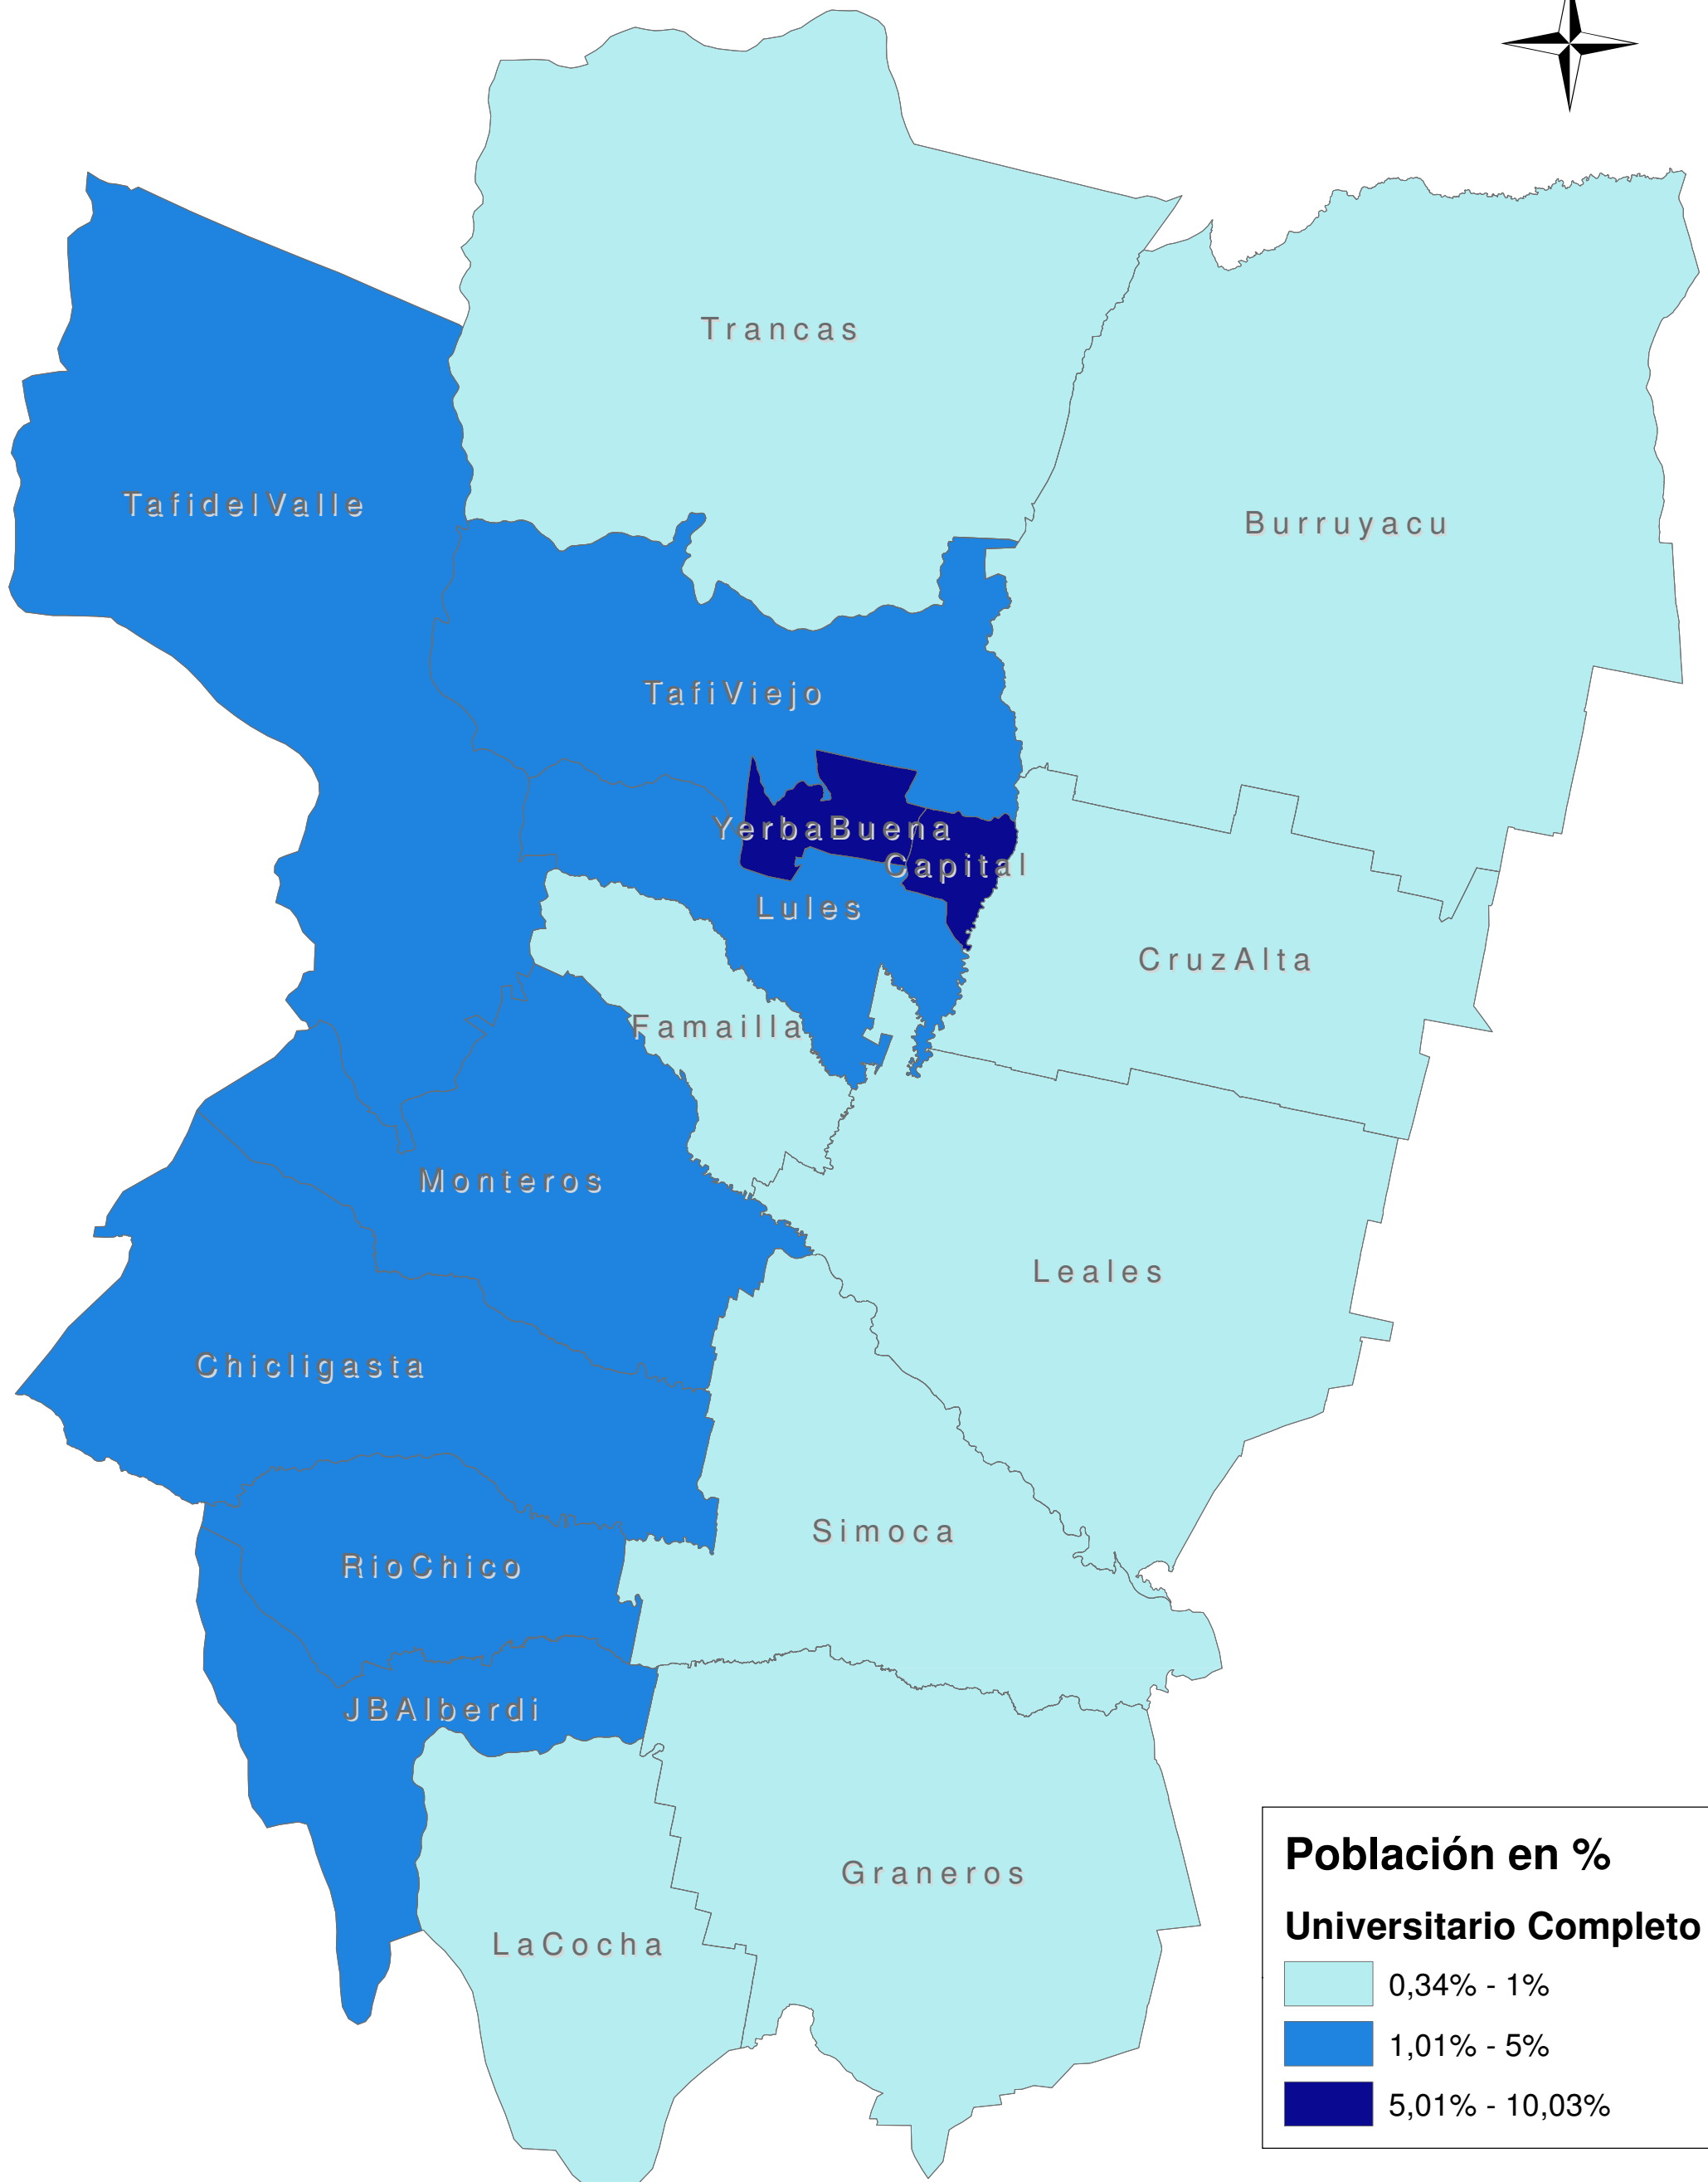 Trancas
TafidelValle
Burruyacu
TafiViejo
YerbaBuena
Capital
Lules
CruzAlta
Famailla
Monteros
Leales
Chicligasta
Simoca
RioChico
JBAlberdi
Graneros
LaCocha
Población en %
Universitario Completo
0,34% - 1%
1,01% - 5%
5,01% - 10,03%